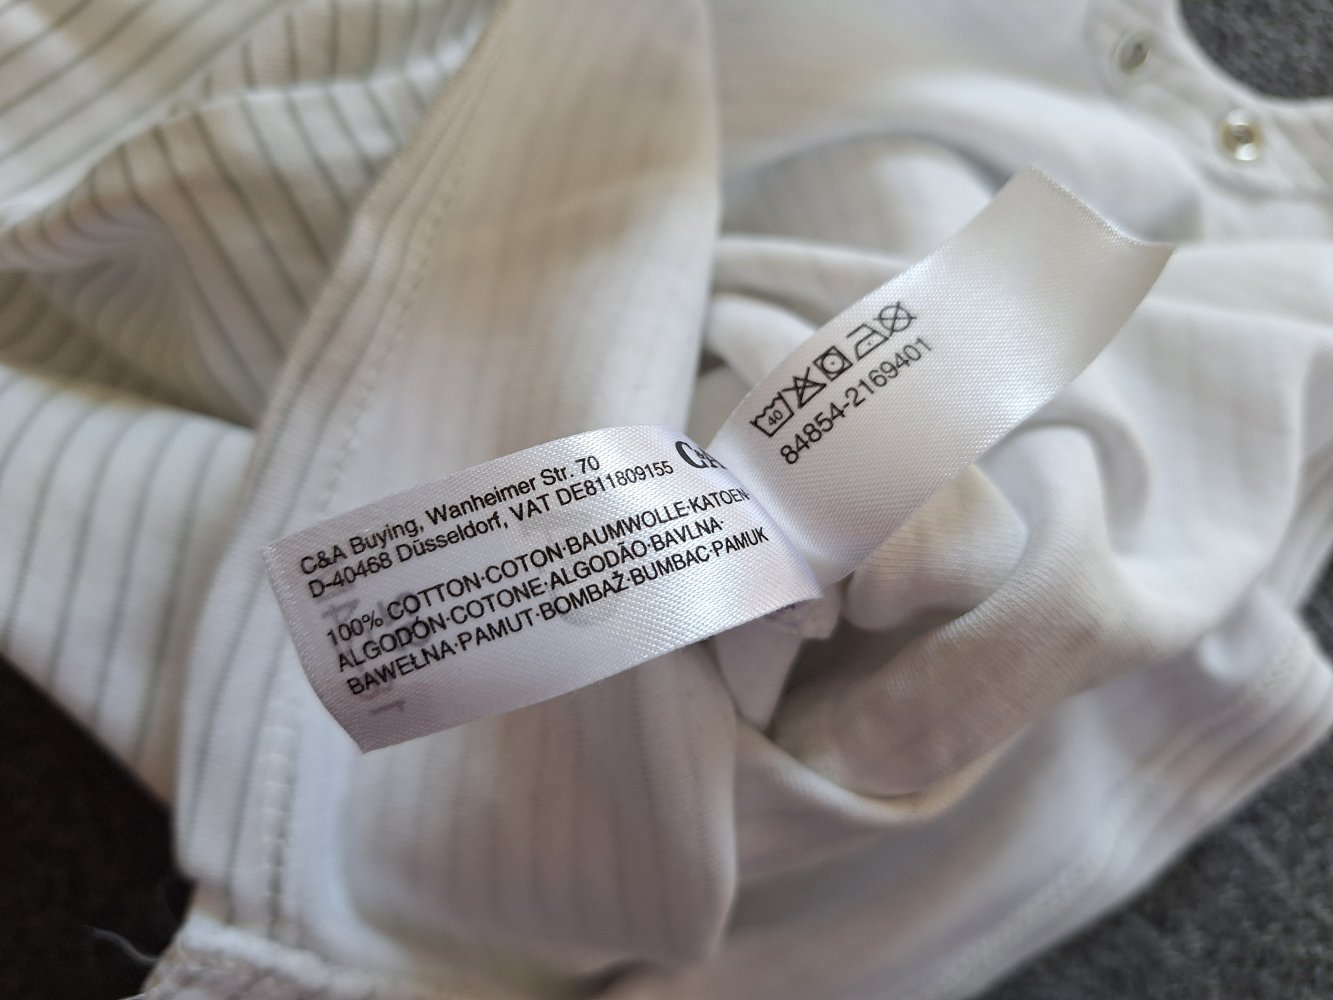 C&A Buying, Wanheimer Str. 70
D-40468 Düsseldorf, VAT DE811809155
C&A
100% COTTON·COTON·BAUMWOLLE·KATOEN·
ALGODÓN·COTONE·ALGODÃO·BAVLNA·
BAWEŁNA·PAMUT·BOMBAŽ·BUMBAC·PAMUK
40
84854-2169401